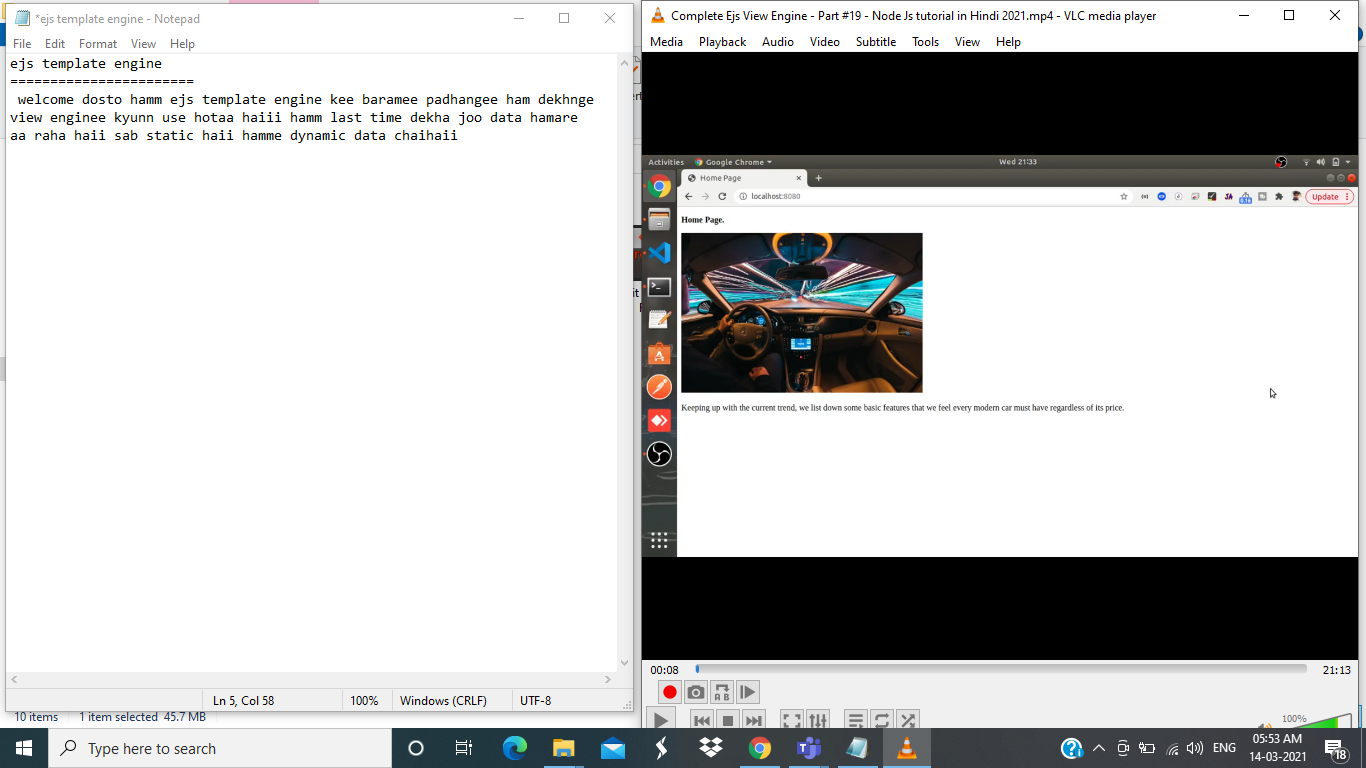 *ejs template engine - Notepad
File Edit Format View Help
ejs template engine
=======================
welcome dosto hamm ejs template engine kee baramee padhangee ham dekhnge
view enginee kyunn use hotaa haiii hamm last time dekha joo data hamare
aa raha haii sab static haii hamme dynamic data chaihaii
Ln 5, Col 58 100% Windows (CRLF) UTF-8
10 items 1 item selected 45.7 MB
Complete Ejs View Engine - Part #19 - Node Js tutorial in Hindi 2021.mp4 - VLC media player
Media Playback Audio Video Subtitle Tools View Help
Activities Google Chrome Wed 21:33
Home Page
localhost:8080 Update
Home Page.
Keeping up with the current trend, we list down some basic features that we feel every modern car must have regardless of its price.
00:08 21:13
100%
Type here to search
ENG 05:53 AM
14-03-2021 18